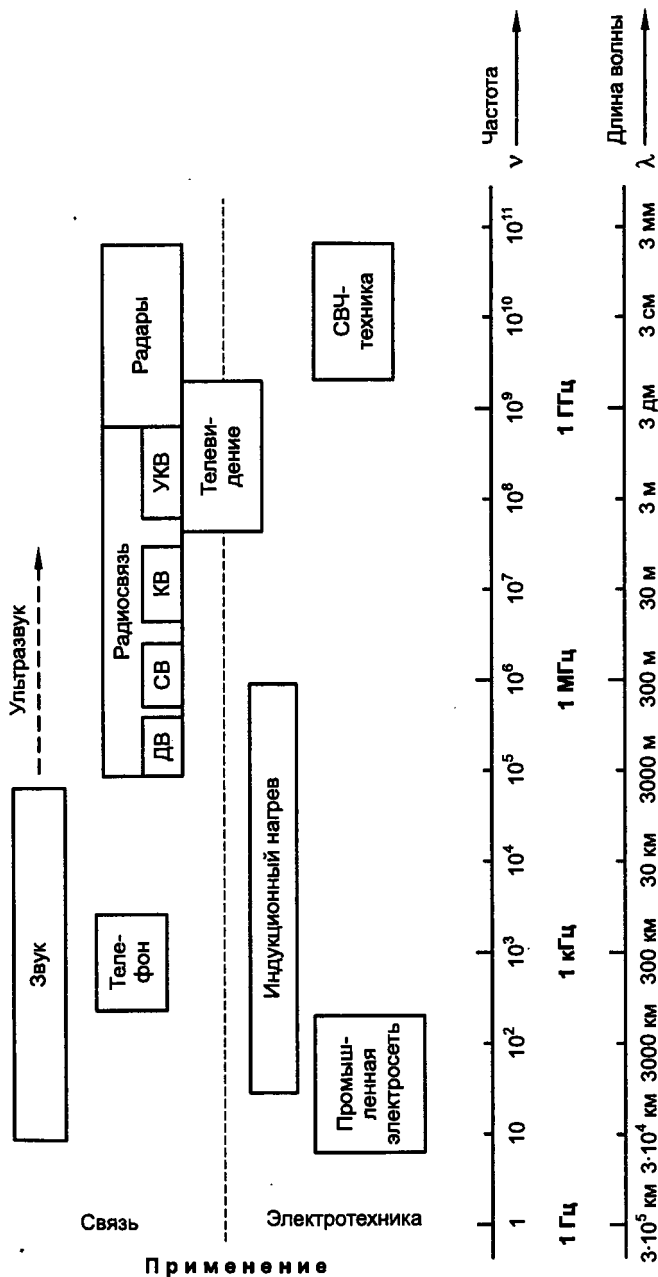 Применение
Связь
Электротехника
Звук
Ультразвук
Теле-
фон
Радиосвязь
ДВ
СВ
КВ
УКВ
Радары
Телеви-
дение
Индукционный нагрев
Промыш-
ленная
электросеть
СВЧ-
техника
1 10 10² 10³ 10⁴ 10⁵ 10⁶ 10⁷ 10⁸ 10⁹ 10¹⁰ 10¹¹ ν Частота
1 Гц 1 кГц 1 МГц 1 ГГц
3·10⁵ км 3·10⁴ км 3000 км 300 км 30 км 3000 м 300 м 30 м 3 м 3 дм 3 см 3 мм λ Длина волны